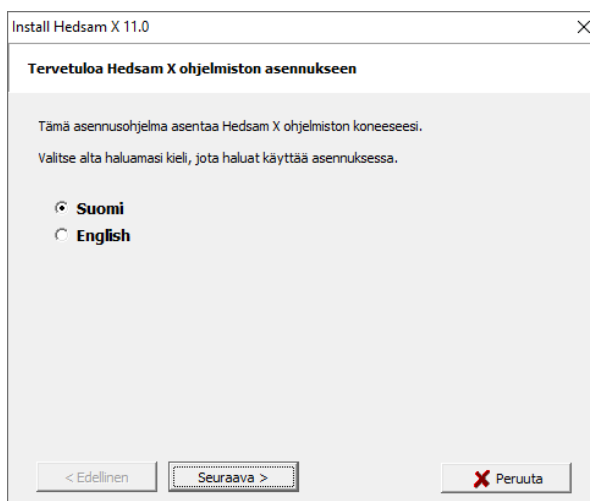 Install Hedsam X 11.0
Tervetuloa Hedsam X ohjelmiston asennukseen
Tämä asennusohjelma asentaa Hedsam X ohjelmiston koneeseesi.
Valitse alta haluamasi kieli, jota haluat käyttää asennuksessa.
Suomi
English
< Edellinen Seuraava > Peruuta